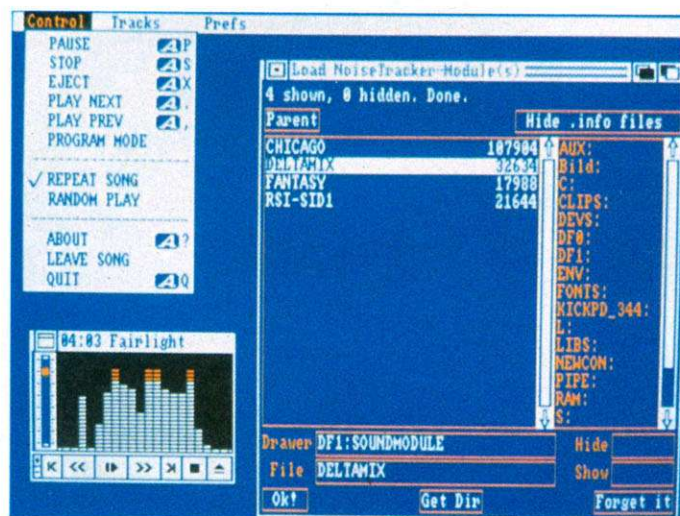 Control Tracks Prefs
PAUSE A P
STOP A S
EJECT A X
PLAY NEXT A .
PLAY PREV A ,
PROGRAM MODE
REPEAT SONG
RANDOM PLAY
ABOUT A ?
LEAVE SONG
QUIT A Q
04:03 Fairlight
Load NoiseTracker-Module(s)
4 shown, 0 hidden. Done.
Parent Hide .info files
CHICAGO 107904
DELTAMIX 32634
FANTASY 17988
RSI-SID1 21644
AUX:
Bild:
C:
CLIPS:
DEVS:
DF0:
DF1:
ENV:
FONTS:
KICKPD_344:
L:
LIBS:
NEWCON:
PIPE:
RAM:
S:
Drawer DF1:SOUNDMODULE Hide
File DELTAMIX Show
Ok! Get Dir Forget it